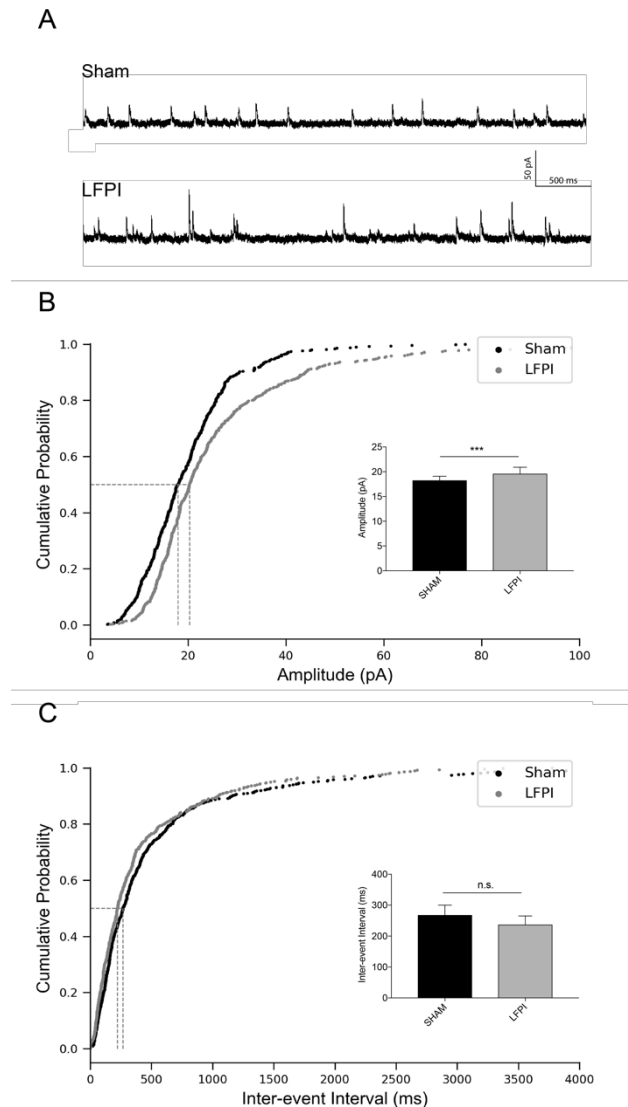 A
Sham
50 pA
500 ms
LFPI
B
1.0
0.8
0.6
0.4
0.2
0.0
Cumulative Probability
0 20 40 60 80 100
Amplitude (pA)
Sham
LFPI
25
20
15
10
5
0
Amplitude (pA)
***
SHAM
LFPI
C
1.0
0.8
0.6
0.4
0.2
0.0
Cumulative Probability
0 500 1000 1500 2000 2500 3000 3500 4000
Inter-event Interval (ms)
Sham
LFPI
400
300
200
100
0
Inter-event Interval (ms)
n.s.
SHAM
LFPI